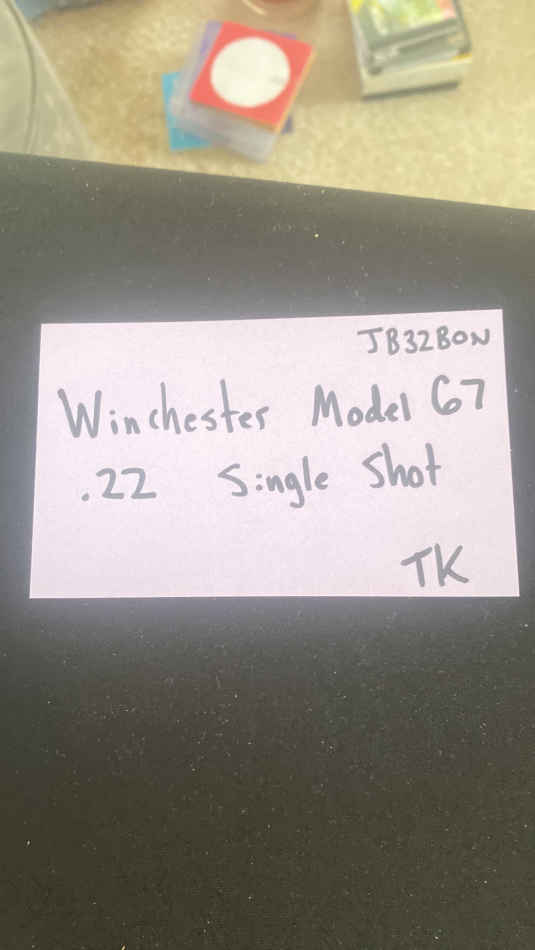 JB32BON
Winchester Model 67
.22 Single Shot
TK